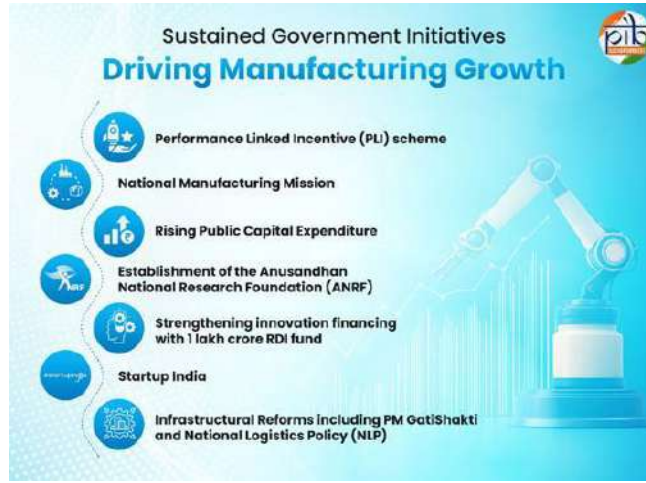 Sustained Government Initiatives
Driving Manufacturing Growth
pib
Performance Linked Incentive (PLI) scheme
National Manufacturing Mission
Rising Public Capital Expenditure
NRF
Establishment of the Anusandhan
National Research Foundation (ANRF)
Strengthening innovation financing
with 1 lakh crore RDI fund
Startup India
Infrastructural Reforms including PM GatiShakti
and National Logistics Policy (NLP)